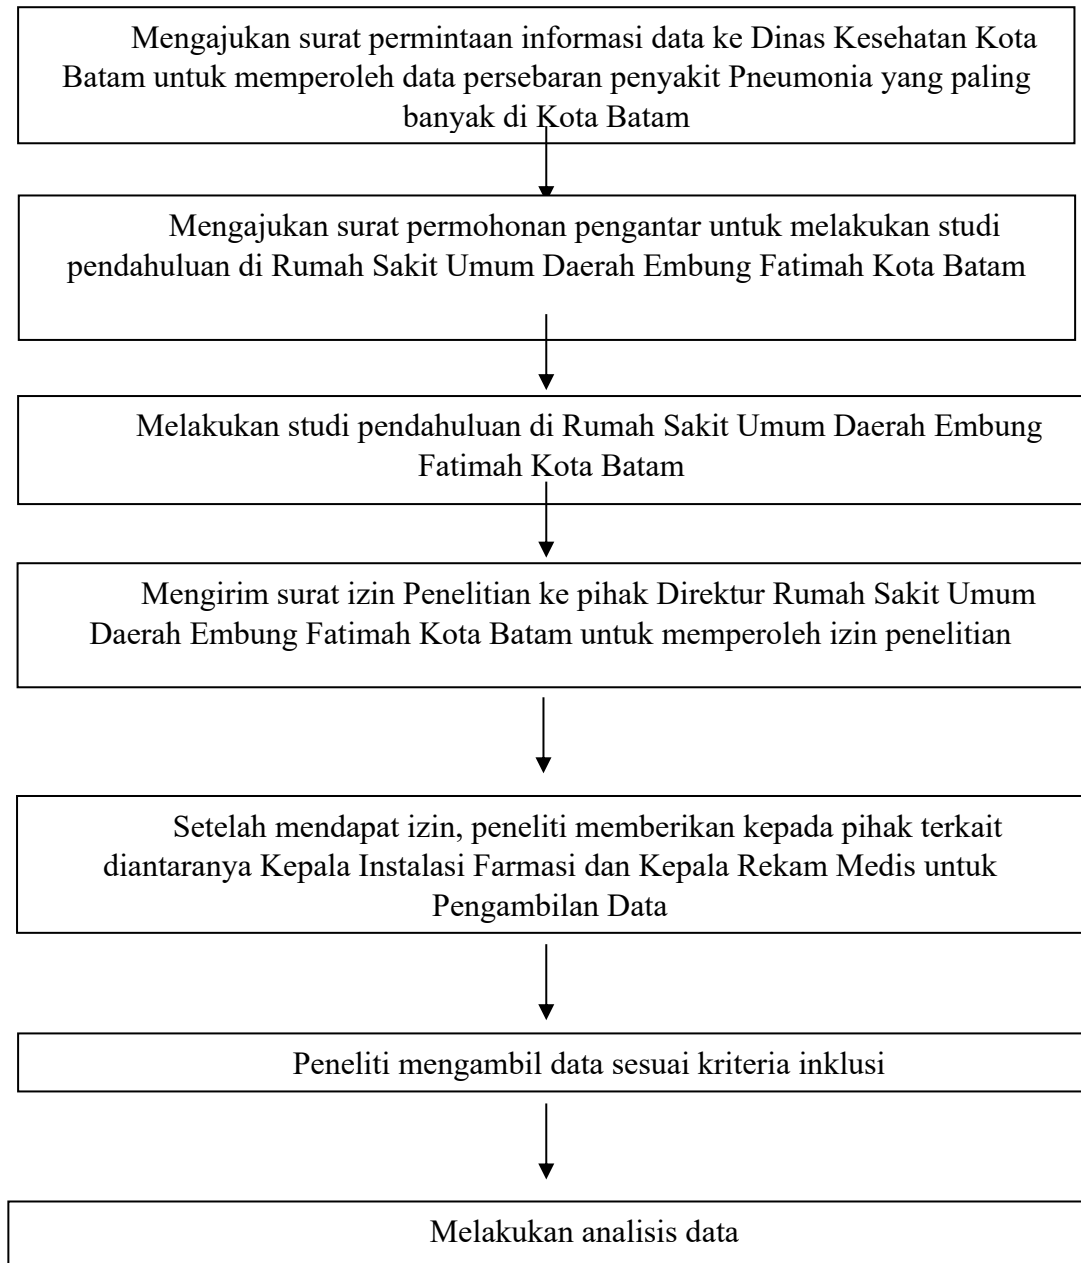 Mengajukan surat permintaan informasi data ke Dinas Kesehatan Kota
Batam untuk memperoleh data persebaran penyakit Pneumonia yang paling
banyak di Kota Batam
Mengajukan surat permohonan pengantar untuk melakukan studi
pendahuluan di Rumah Sakit Umum Daerah Embung Fatimah Kota Batam
Melakukan studi pendahuluan di Rumah Sakit Umum Daerah Embung
Fatimah Kota Batam
Mengirim surat izin Penelitian ke pihak Direktur Rumah Sakit Umum
Daerah Embung Fatimah Kota Batam untuk memperoleh izin penelitian
Setelah mendapat izin, peneliti memberikan kepada pihak terkait
diantaranya Kepala Instalasi Farmasi dan Kepala Rekam Medis untuk
Pengambilan Data
Peneliti mengambil data sesuai kriteria inklusi
Melakukan analisis data